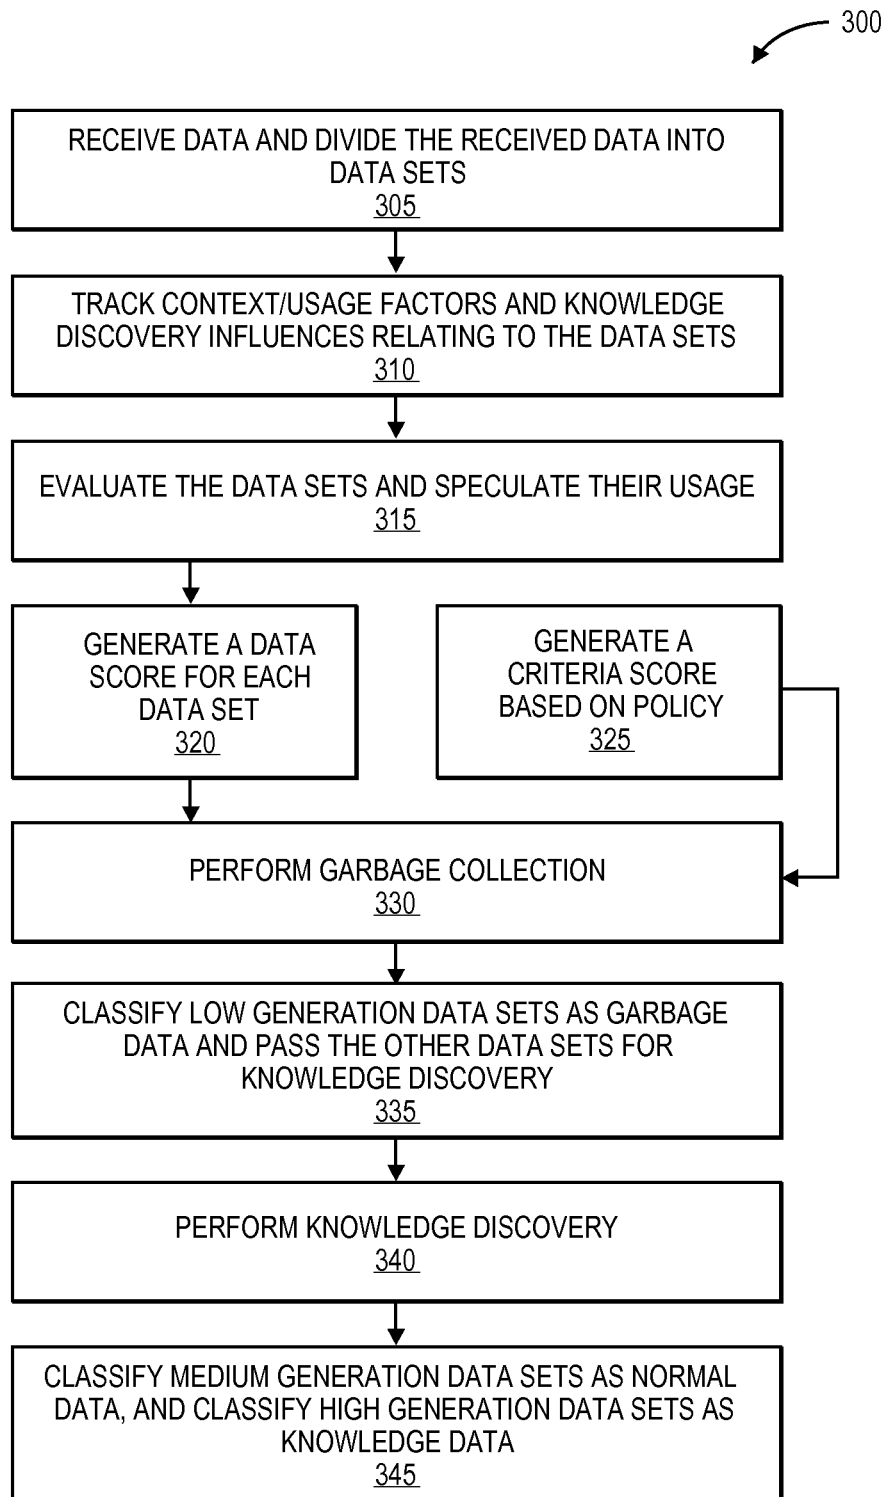 300
RECEIVE DATA AND DIVIDE THE RECEIVED DATA INTO
DATA SETS
305
TRACK CONTEXT/USAGE FACTORS AND KNOWLEDGE
DISCOVERY INFLUENCES RELATING TO THE DATA SETS
310
EVALUATE THE DATA SETS AND SPECULATE THEIR USAGE
315
GENERATE A DATA
SCORE FOR EACH
DATA SET
320
GENERATE A
CRITERIA SCORE
BASED ON POLICY
325
PERFORM GARBAGE COLLECTION
330
CLASSIFY LOW GENERATION DATA SETS AS GARBAGE
DATA AND PASS THE OTHER DATA SETS FOR
KNOWLEDGE DISCOVERY
335
PERFORM KNOWLEDGE DISCOVERY
340
CLASSIFY MEDIUM GENERATION DATA SETS AS NORMAL
DATA, AND CLASSIFY HIGH GENERATION DATA SETS AS
KNOWLEDGE DATA
345